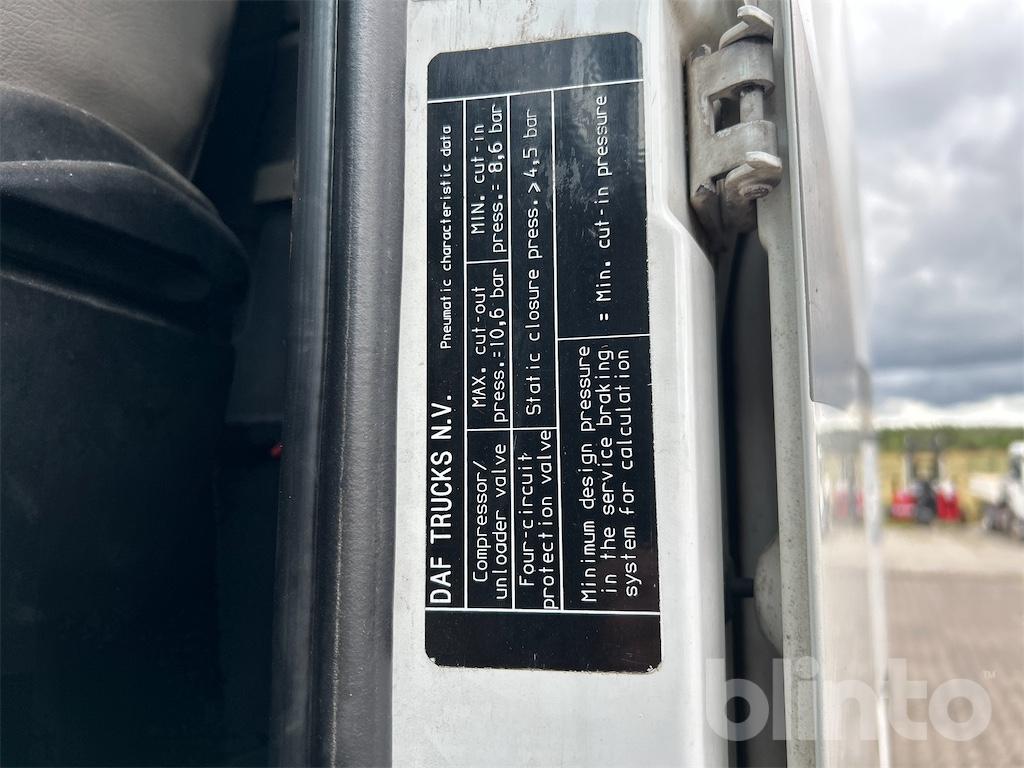 DAF TRUCKS N.V. Pneumatic characteristic data
Compressor/
unloader valve
MAX. cut-out
press.:10,6 bar
MIN. cut-in
press.= 8,6 bar
Four-circuit
protection valve
Static closure press. > 4,5 bar
Minimum design pressure
in the service braking
system for calculation
= Min. cut-in pressure
blinto™